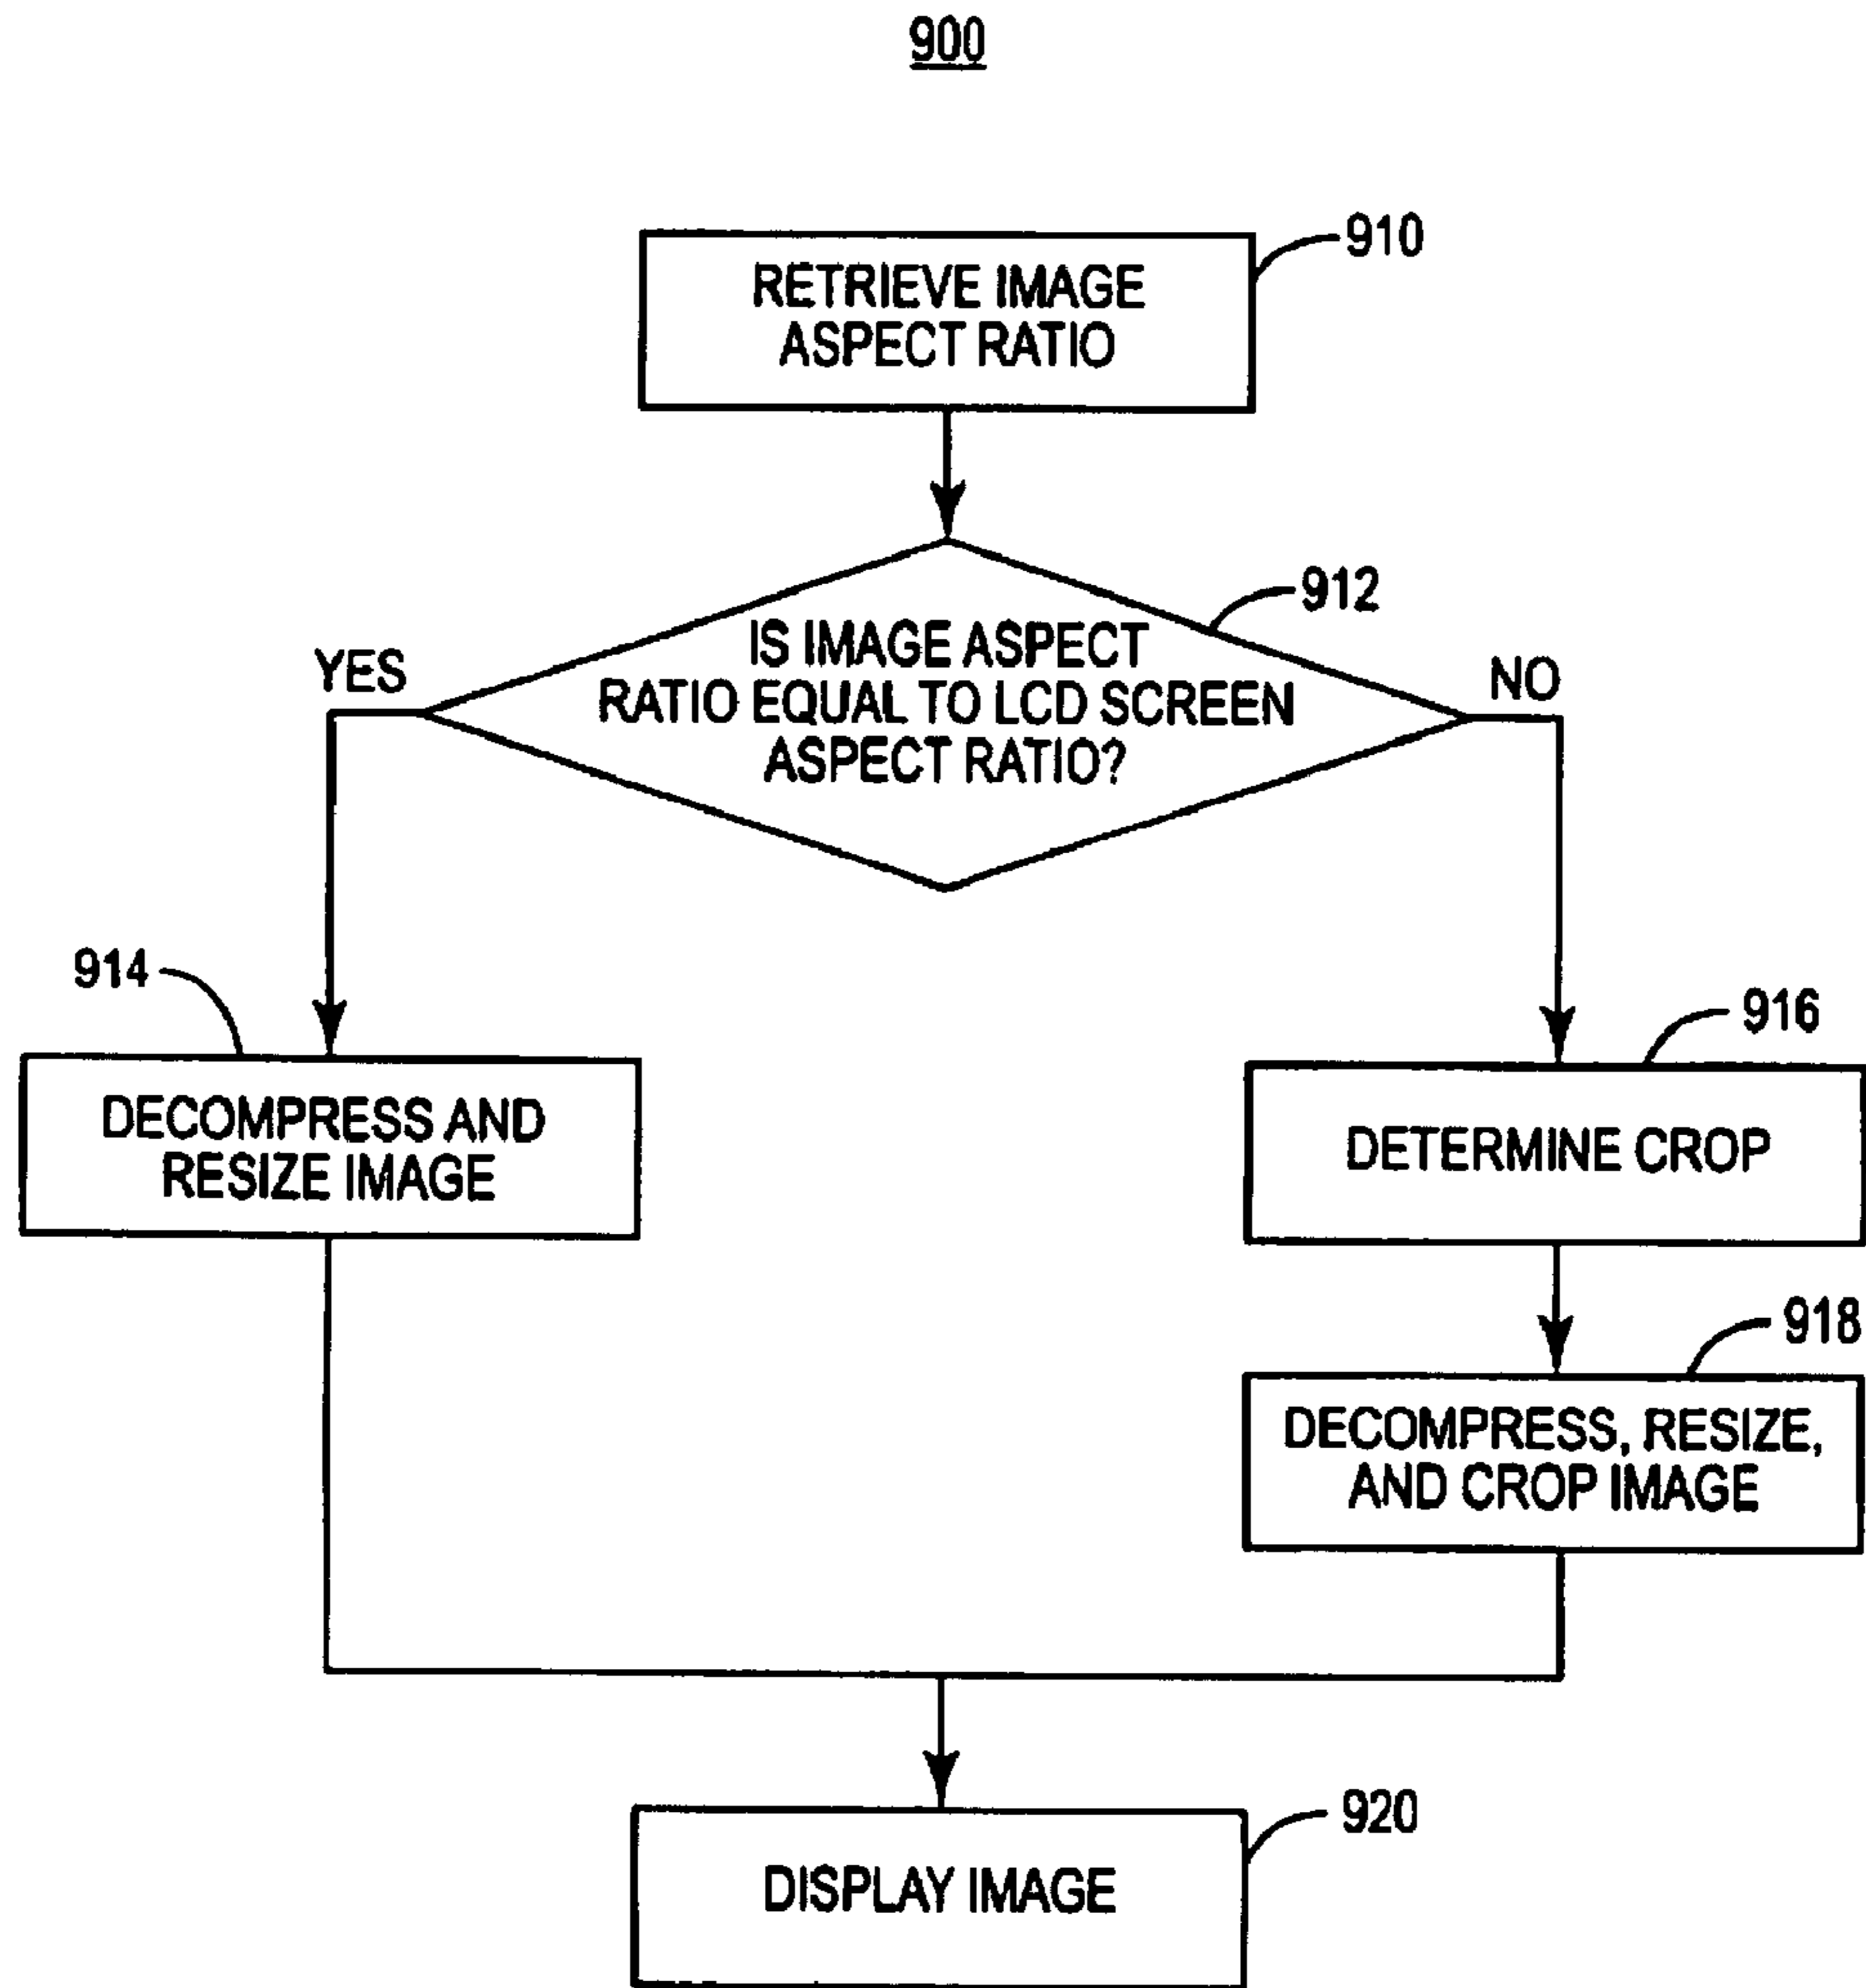 900
910
RETRIEVE IMAGE
ASPECT RATIO
912
IS IMAGE ASPECT
RATIO EQUAL TO LCD SCREEN
ASPECT RATIO?
YES
NO
914
DECOMPRESS AND
RESIZE IMAGE
916
DETERMINE CROP
918
DECOMPRESS, RESIZE,
AND CROP IMAGE
920
DISPLAY IMAGE